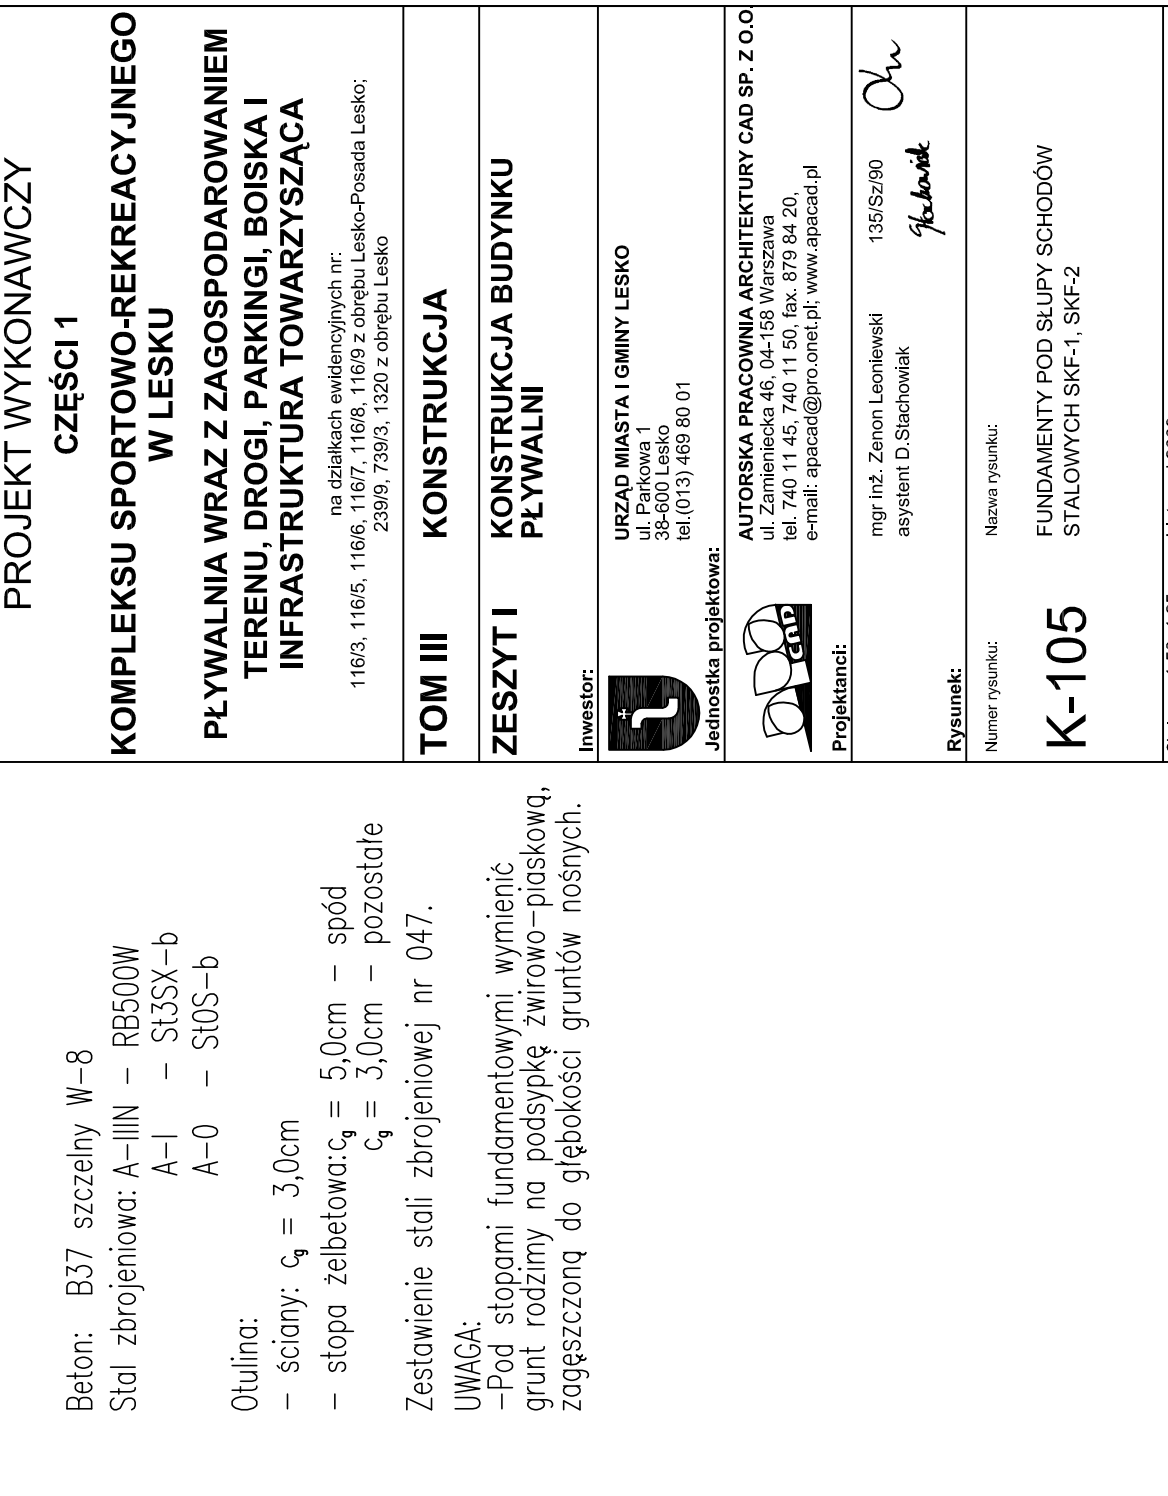 PROJEKT WYKONAWCZY
CZĘŚCI 1
KOMPLEKSU SPORTOWO-REKREACYJNEGO
W LESKU
PŁYWALNIA WRAZ Z ZAGOSPODAROWANIEM
TERENU, DROGI, PARKINGI, BOISKA I
INFRASTRUKTURA TOWARZYSZĄCA
na działkach ewidencyjnych nr:
116/3, 116/5, 116/6, 116/7, 116/8, 116/9 z obrębu Lesko-Posada Lesko;
239/9, 739/3, 1320 z obrębu Lesko
TOM III KONSTRUKCJA
ZESZYT I KONSTRUKCJA BUDYNKU
PŁYWALNI
Inwestor:
URZĄD MIASTA I GMINY LESKO
ul. Parkowa 1
38-600 Lesko
tel.(013) 469 80 01
Jednostka projektowa:
AUTORSKA PRACOWNIA ARCHITEKTURY CAD SP. Z O.O.
ul. Zamieniecka 46, 04-158 Warszawa
tel. 740 11 45, 740 11 50, fax. 879 84 20,
e-mail: apacad@pro.onet.pl; www.apacad.pl
Projektanci:
mgr inż. Zenon Leoniewski 135/Sz/90
asystent D.Stachowiak
Rysunek:
Numer rysunku: Nazwa rysunku:
K-105 FUNDAMENTY POD SŁUPY SCHODÓW
STALOWYCH SKF-1, SKF-2
Beton: B37 szczelny W-8
Stal zbrojeniowa: A-IIIN - RB500W
A-I - St3SX-b
A-0 - St0S-b
Otulina:
- ściany: cg = 3,0cm
- stopa żelbetowa: cg = 5,0cm - spód
cg = 3,0cm - pozostałe
Zestawienie stali zbrojeniowej nr 047.
UWAGA:
-Pod stopami fundamentowymi wymienić
grunt rodzimy na podsypkę żwirowo-piaskową,
zagęszczoną do głębokości gruntów nośnych.